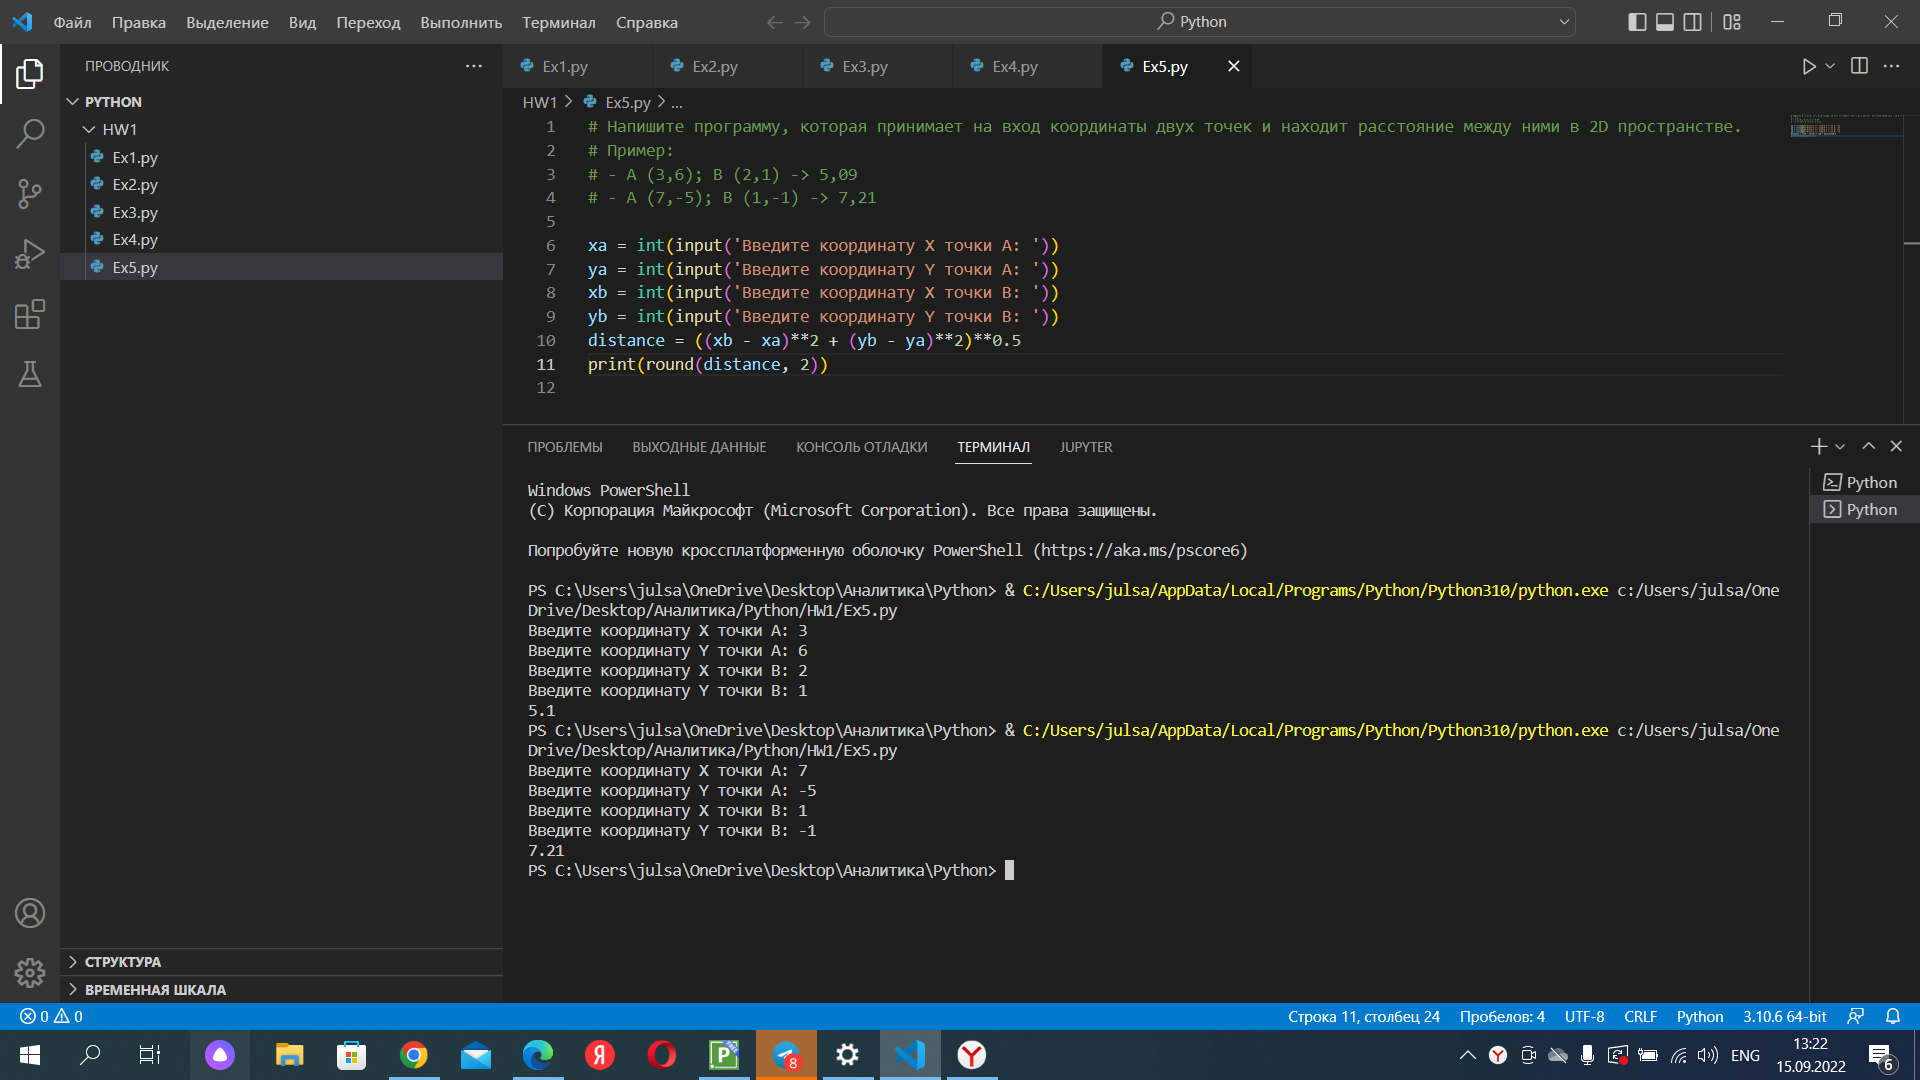 Файл Правка Выделение Вид Переход Выполнить Терминал Справка
Python
ПРОВОДНИК
PYTHON
HW1
Ex1.py
Ex2.py
Ex3.py
Ex4.py
Ex5.py
СТРУКТУРА
ВРЕМЕННАЯ ШКАЛА
Ex1.py Ex2.py Ex3.py Ex4.py Ex5.py
HW1 > Ex5.py > ...
1 # Напишите программу, которая принимает на вход координаты двух точек и находит расстояние между ними в 2D пространстве.
2 # Пример:
3 # - A (3,6); B (2,1) -> 5,09
4 # - A (7,-5); B (1,-1) -> 7,21
5
6 xa = int(input('Введите координату X точки A: '))
7 ya = int(input('Введите координату Y точки A: '))
8 xb = int(input('Введите координату X точки B: '))
9 yb = int(input('Введите координату Y точки B: '))
10 distance = ((xb - xa)**2 + (yb - ya)**2)**0.5
11 print(round(distance, 2))
12
ПРОБЛЕМЫ ВЫХОДНЫЕ ДАННЫЕ КОНСОЛЬ ОТЛАДКИ ТЕРМИНАЛ JUPYTER
Windows PowerShell
(C) Корпорация Майкрософт (Microsoft Corporation). Все права защищены.
Попробуйте новую кроссплатформенную оболочку PowerShell (https://aka.ms/pscore6)
PS C:\Users\julsa\OneDrive\Desktop\Аналитика\Python> & C:/Users/julsa/AppData/Local/Programs/Python/Python310/python.exe c:/Users/julsa/One
Drive/Desktop/Аналитика/Python/HW1/Ex5.py
Введите координату X точки A: 3
Введите координату Y точки A: 6
Введите координату X точки B: 2
Введите координату Y точки B: 1
5.1
PS C:\Users\julsa\OneDrive\Desktop\Аналитика\Python> & C:/Users/julsa/AppData/Local/Programs/Python/Python310/python.exe c:/Users/julsa/One
Drive/Desktop/Аналитика/Python/HW1/Ex5.py
Введите координату X точки A: 7
Введите координату Y точки A: -5
Введите координату X точки B: 1
Введите координату Y точки B: -1
7.21
PS C:\Users\julsa\OneDrive\Desktop\Аналитика\Python>
Python
Python
0 0 Строка 11, столбец 24 Пробелов: 4 UTF-8 CRLF Python 3.10.6 64-bit
8 ENG 13:22
15.09.2022 6